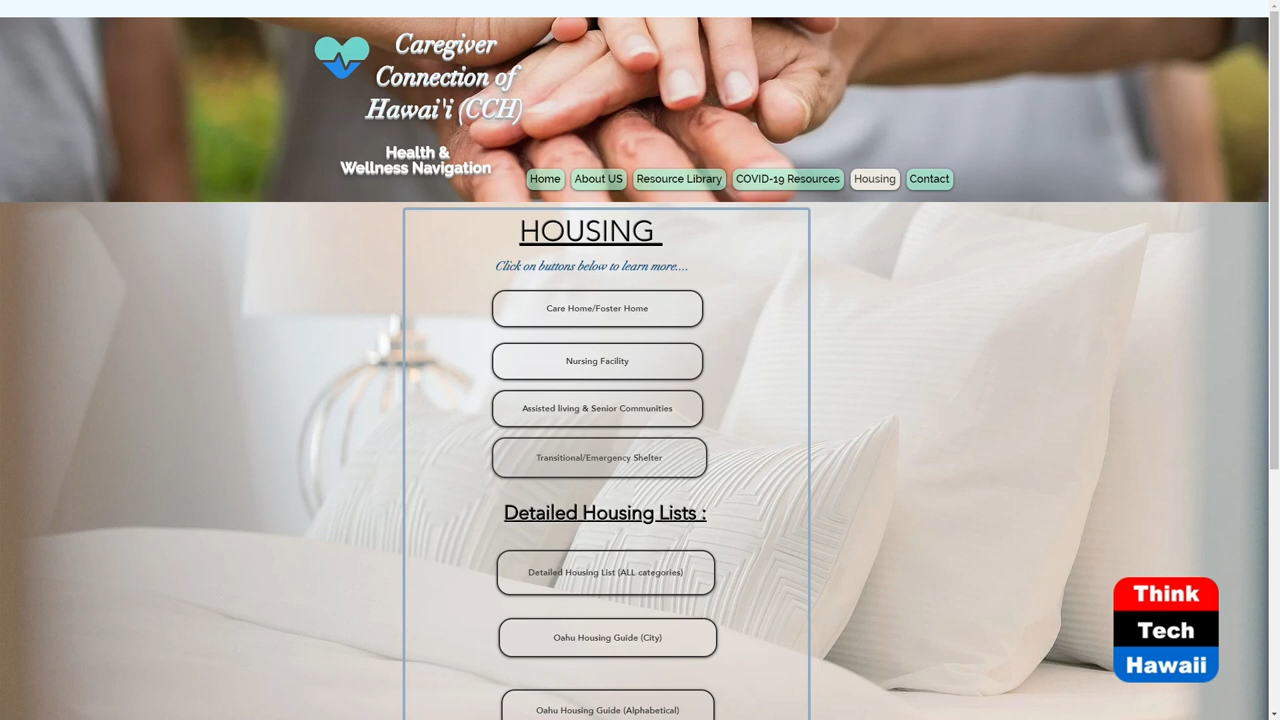 Caregiver
Connection of
Hawai'i (CCH)
Health &
Wellness Navigation
Home
About US
Resource Library
COVID-19 Resources
Housing
Contact
HOUSING
Click on buttons below to learn more....
Care Home/Foster Home
Nursing Facility
Assisted living & Senior Communities
Transitional/Emergency Shelter
Detailed Housing Lists :
Detailed Housing List (ALL categories)
Oahu Housing Guide (City)
Oahu Housing Guide (Alphabetical)
Think
Tech
Hawaii